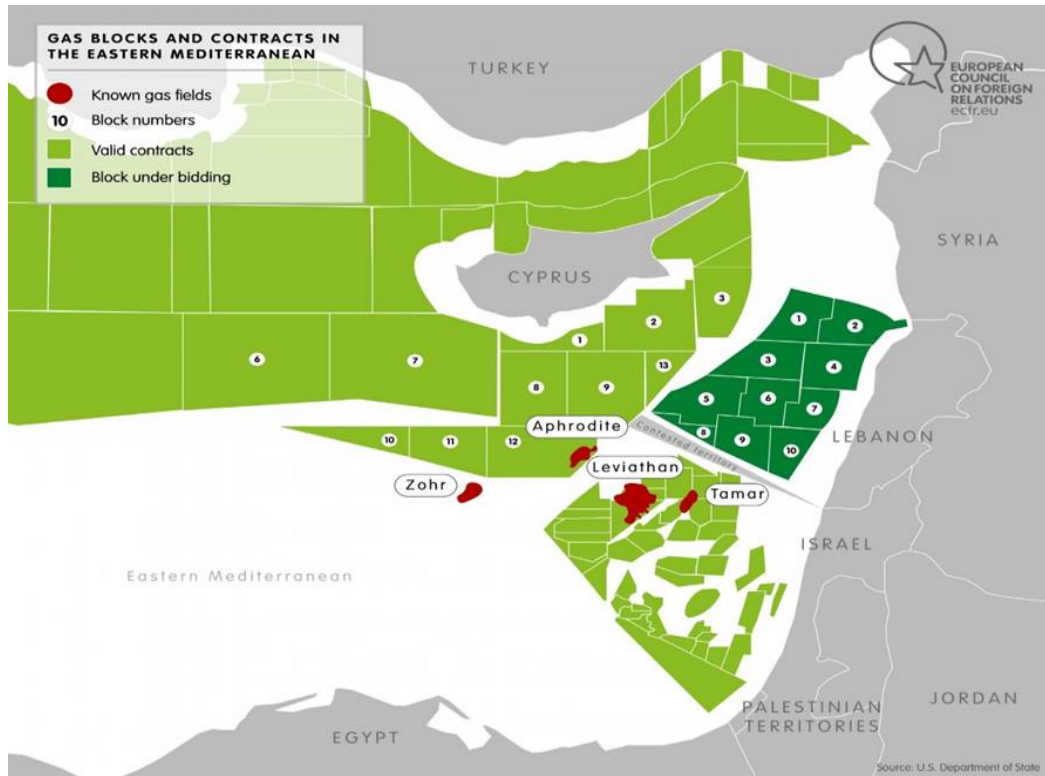 GAS BLOCKS AND CONTRACTS IN
THE EASTERN MEDITERRANEAN
Known gas fields
10 Block numbers
Valid contracts
Block under bidding
EUROPEAN
COUNCIL
ON FOREIGN
RELATIONS
ecfr.eu
TURKEY
SYRIA
CYPRUS
3
1
2
2
1
3
4
6
7
13
8
9
5
6
7
8
9
10
Aphrodite
Contested territory
LEBANON
10
11
12
Leviathan
Zohr
Tamar
ISRAEL
Eastern Mediterranean
PALESTINIAN
TERRITORIES
JORDAN
EGYPT
Source: U.S. Department of State